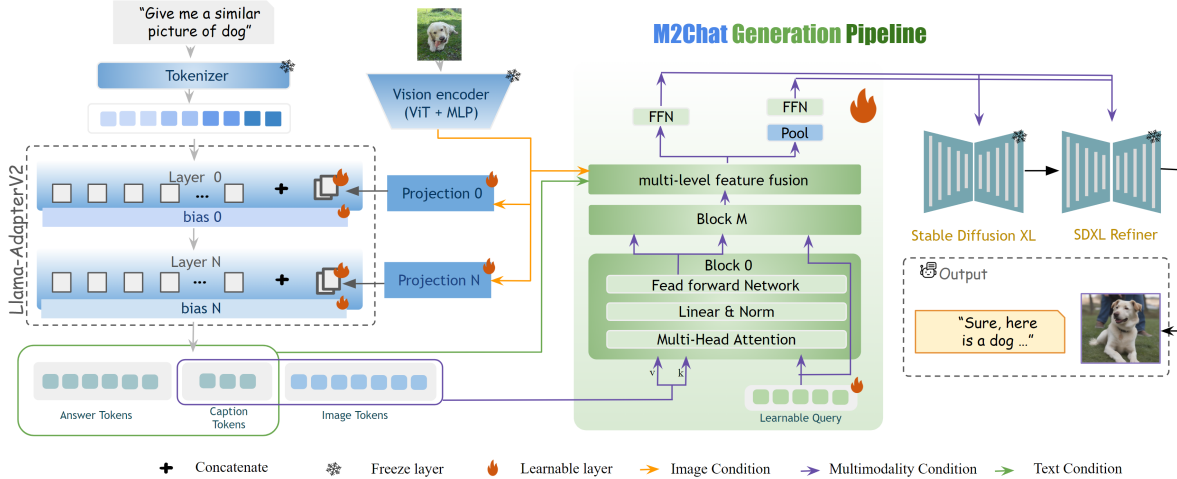 “Give me a similar
picture of dog”
Tokenizer
Llama-AdapterV2
Layer 0
...
bias 0
Layer N
...
bias N
Answer Tokens
Caption
Tokens
Image Tokens
Vision encoder
(ViT + MLP)
Projection 0
Projection N
M2Chat Generation Pipeline
FFN
FFN
Pool
multi-level feature fusion
Block M
Block 0
Fead forward Network
Linear & Norm
Multi-Head Attention
v
k
Learnable Query
Stable Diffusion XL
SDXL Refiner
Output
“Sure, here
is a dog ...”
Concatenate
Freeze layer
Learnable layer
Image Condition
Multimodality Condition
Text Condition